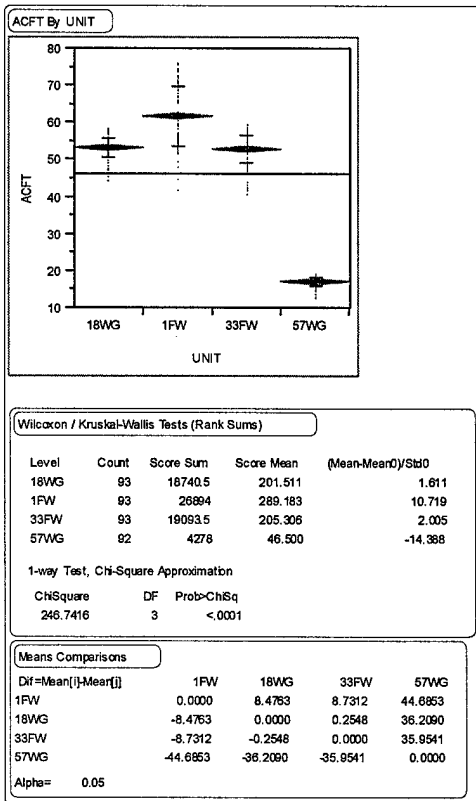 ACFT By UNIT
80
70
60
50
40
30
20
10
ACFT
18WG 1FW 33FW 57WG
UNIT
Wilcoxon / Kruskal-Wallis Tests (Rank Sums)
Level Count Score Sum Score Mean (Mean-Mean0)/Std0
18WG 93 18740.5 201.511 1.611
1FW 93 26894 289.183 10.719
33FW 93 19093.5 205.306 2.005
57WG 92 4278 46.500 -14.388
1-way Test, Chi-Square Approximation
ChiSquare DF Prob>ChiSq
246.7416 3 <.0001
Means Comparisons
Dif=Mean[i]-Mean[j] 1FW 18WG 33FW 57WG
1FW 0.0000 8.4763 8.7312 44.6853
18WG -8.4763 0.0000 0.2548 36.2090
33FW -8.7312 -0.2548 0.0000 35.9541
57WG -44.6853 -36.2090 -35.9541 0.0000
Alpha= 0.05